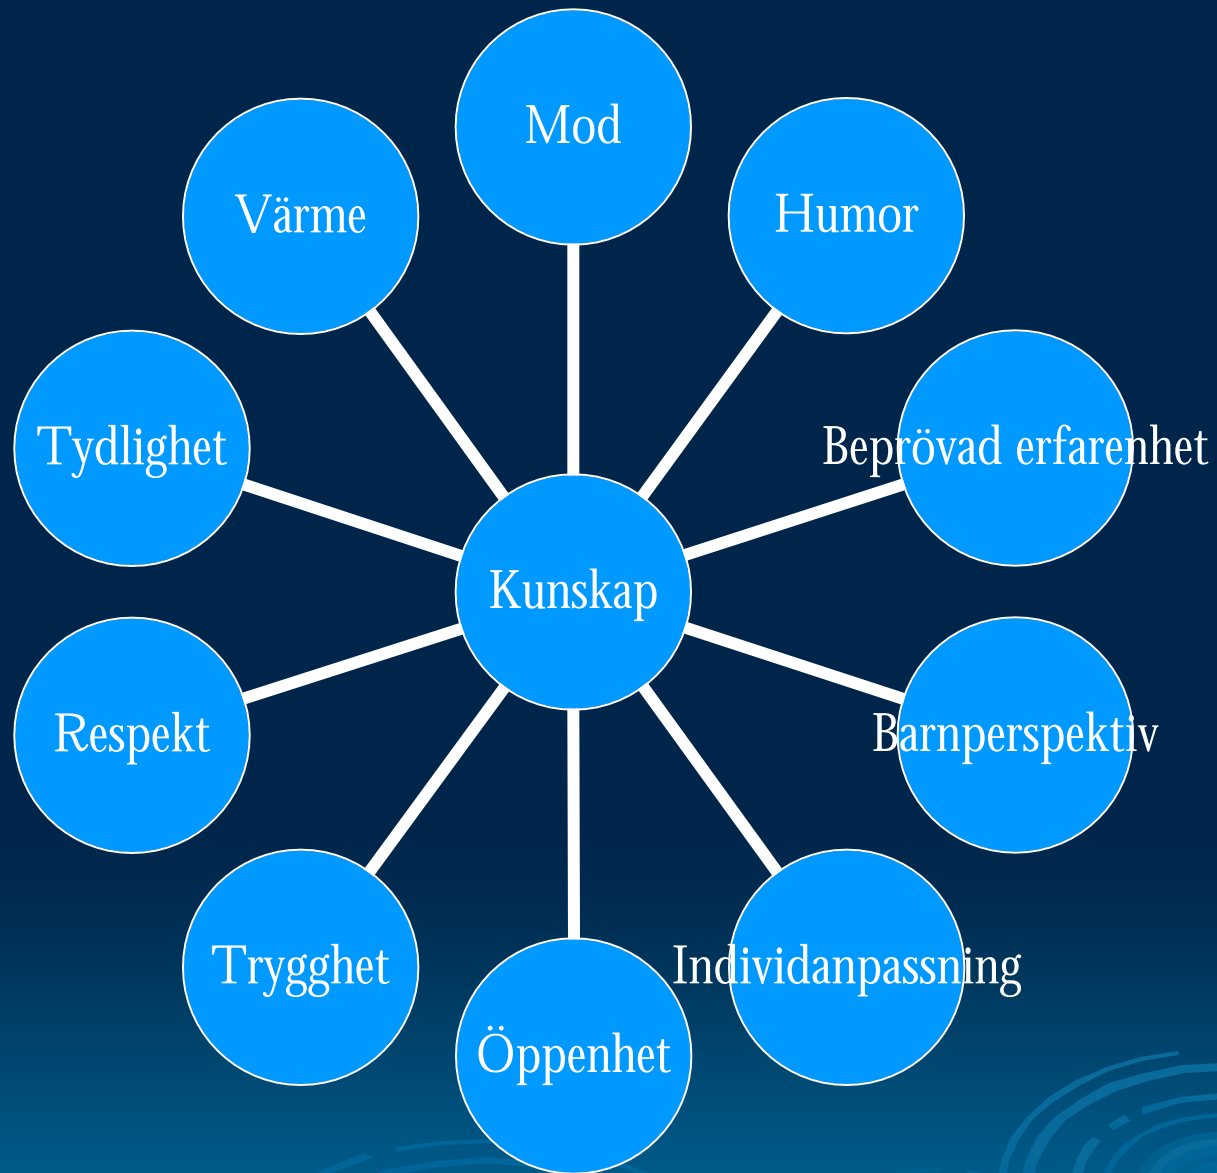 Mod
Värme
Humor
Tydlighet
Beprövad erfarenhet
Kunskap
Respekt
Barnperspektiv
Trygghet
Individanpassning
Öppenhet